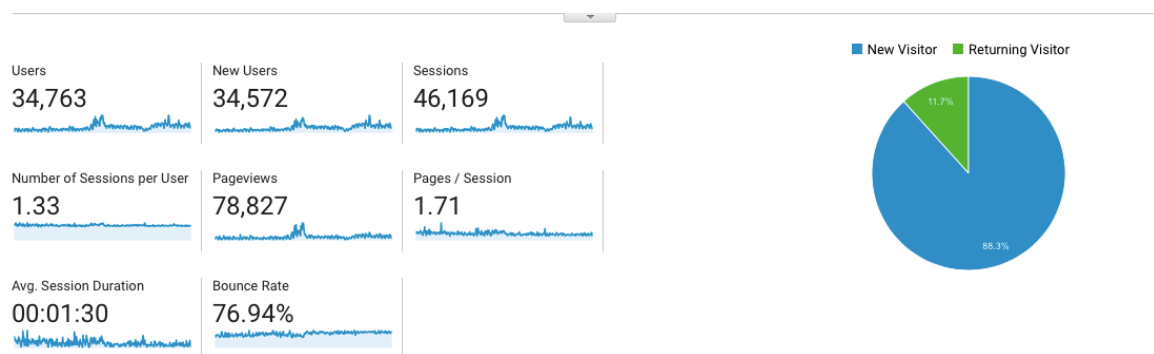 New Visitor
Returning Visitor
Users
34,763
New Users
34,572
Sessions
46,169
11.7%
Number of Sessions per User
1.33
Pageviews
78,827
Pages / Session
1.71
88.3%
Avg. Session Duration
00:01:30
Bounce Rate
76.94%